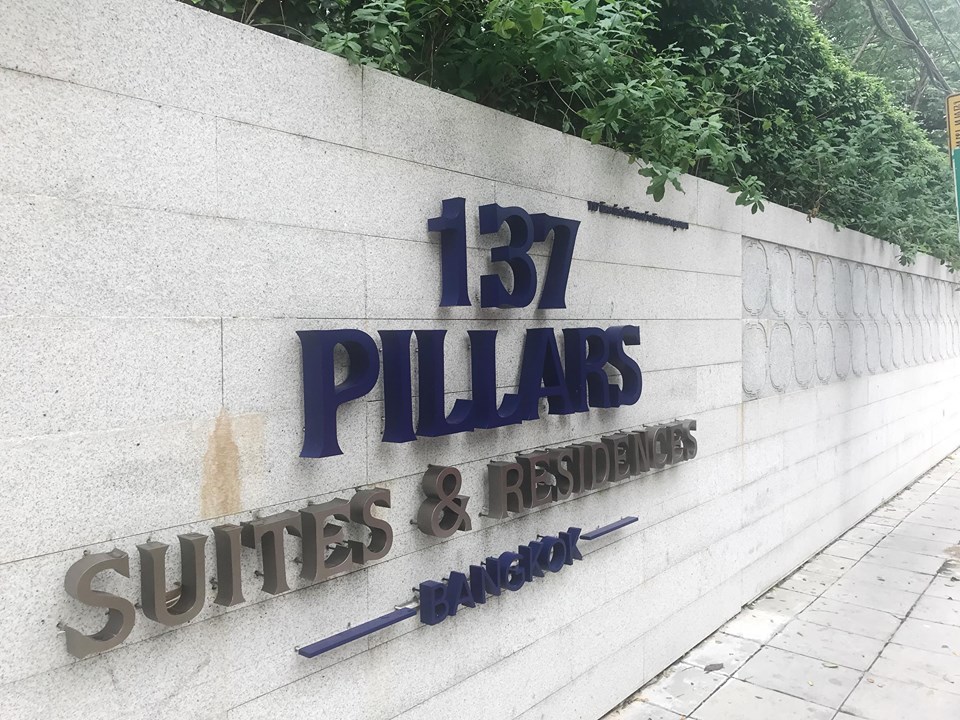 137
PILLARS
SUITES & RESIDENCES
BANGKOK